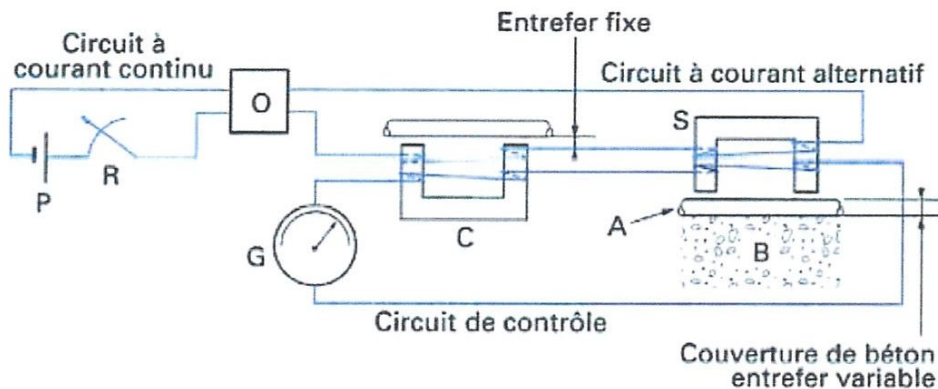 Entrefer fixe
Circuit à
courant continu
Circuit à courant alternatif
O
S
P
R
A
B
C
G
Circuit de contrôle
Couverture de béton
entrefer variable